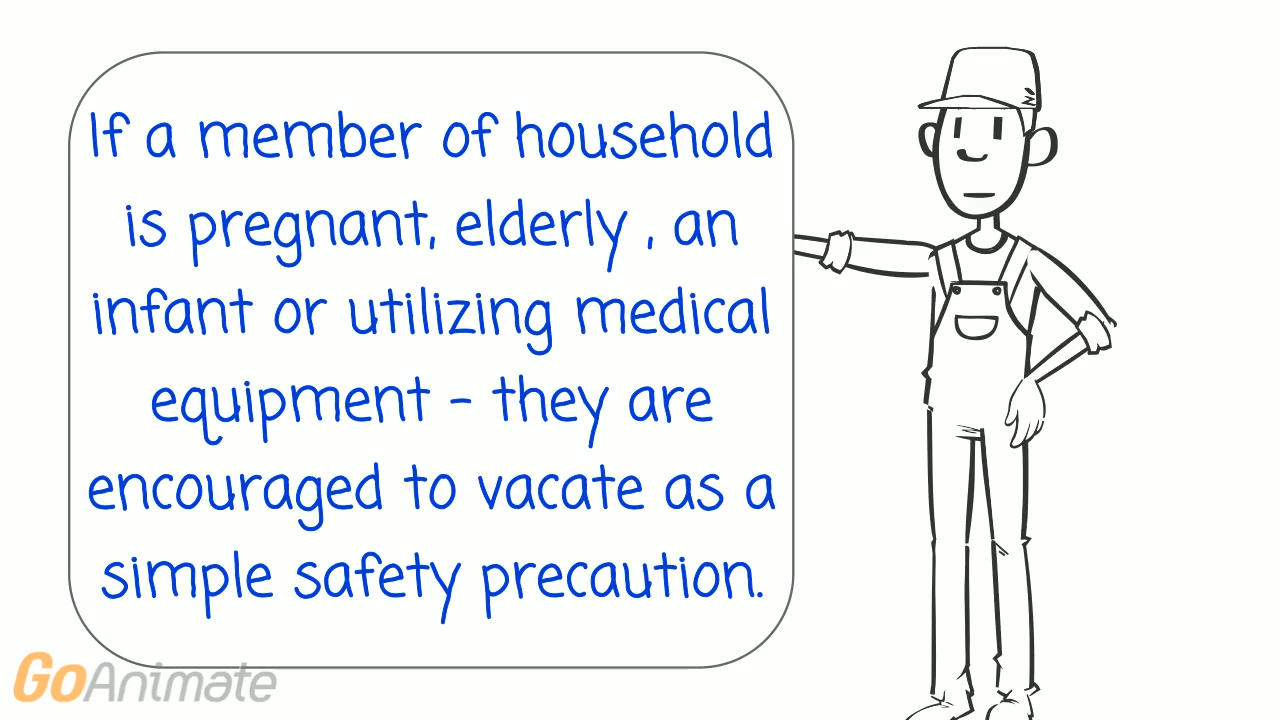 If a member of household
is pregnant, elderly , an
infant or utilizing medical
equipment - they are
encouraged to vacate as a
simple safety precaution.
GoAnimate